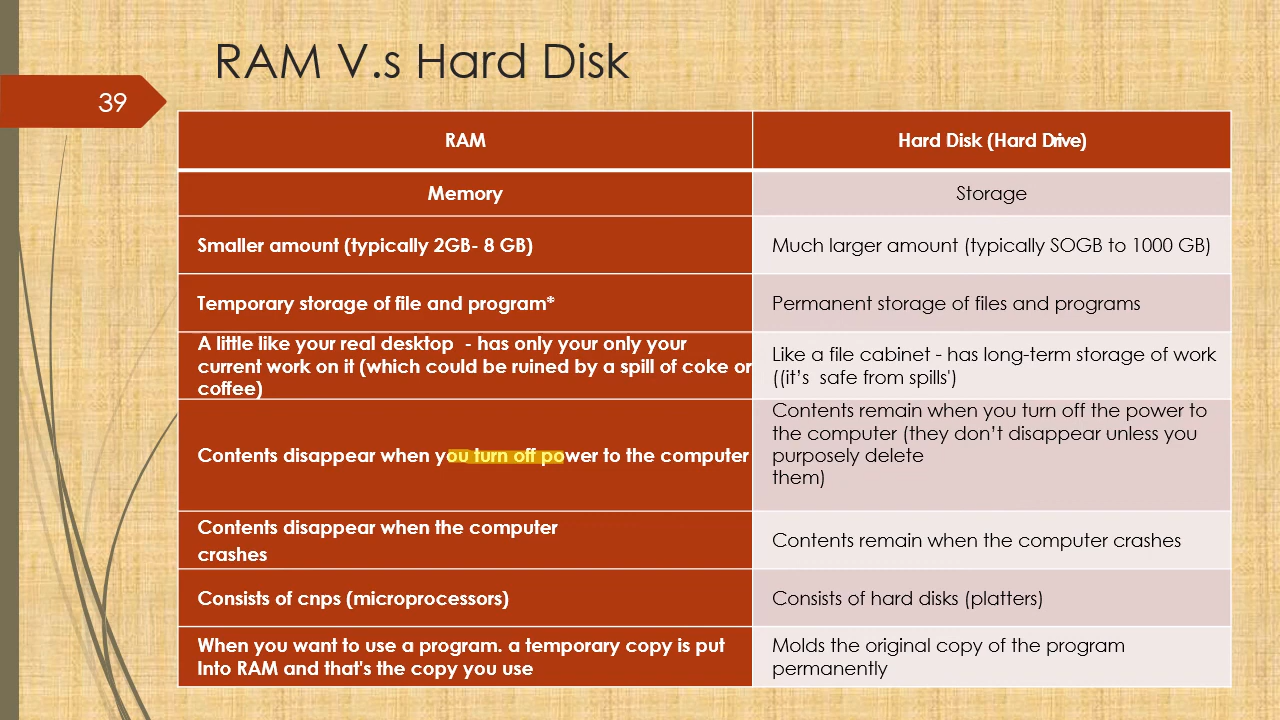 RAM V.s Hard Disk
39
RAM
Hard Disk (Hard Drive)
Memory
Storage
Smaller amount (typically 2GB- 8 GB)
Much larger amount (typically SOGB to 1000 GB)
Temporary storage of file and program*
Permanent storage of files and programs
A little like your real desktop  - has only your only your
current work on it (which could be ruined by a spill of coke or
coffee)
Like a file cabinet - has long-term storage of work
((it’s  safe from spills')
Contents disappear when you turn off power to the computer
Contents remain when you turn off the power to
the computer (they don’t disappear unless you
purposely delete
them)
Contents disappear when the computer
crashes
Contents remain when the computer crashes
Consists of cnps (microprocessors)
Consists of hard disks (platters)
When you want to use a program. a temporary copy is put
Into RAM and that's the copy you use
Molds the original copy of the program
permanently